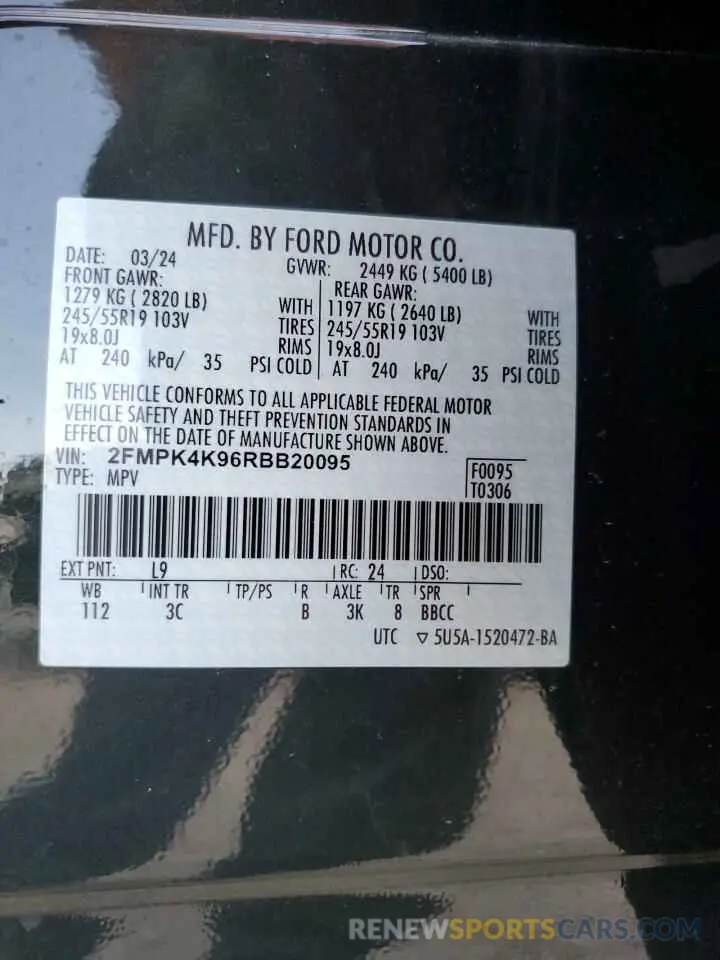 MFD. BY FORD MOTOR CO.
DATE: 03/24 GVWR: 2449 KG ( 5400 LB)
FRONT GAWR: REAR GAWR:
1279 KG ( 2820 LB) WITH 1197 KG ( 2640 LB) WITH
245/55R19 103V TIRES 245/55R19 103V TIRES
19x8.0J RIMS 19x8.0J RIMS
AT 240 kPa/ 35 PSI COLD AT 240 kPa/ 35 PSI COLD
THIS VEHICLE CONFORMS TO ALL APPLICABLE FEDERAL MOTOR
VEHICLE SAFETY AND THEFT PREVENTION STANDARDS IN
EFFECT ON THE DATE OF MANUFACTURE SHOWN ABOVE.
VIN: 2FMPK4K96RBB20095 F0095
TYPE: MPV T0306
EXT PNT: L9 RC: 24 DSO:
WB INT TR TP/PS R AXLE TR SPR
112 3C B 3K 8 BBCC
UTC ▽ 5U5A-1520472-BA
RENEWSPORTSCARS.COM